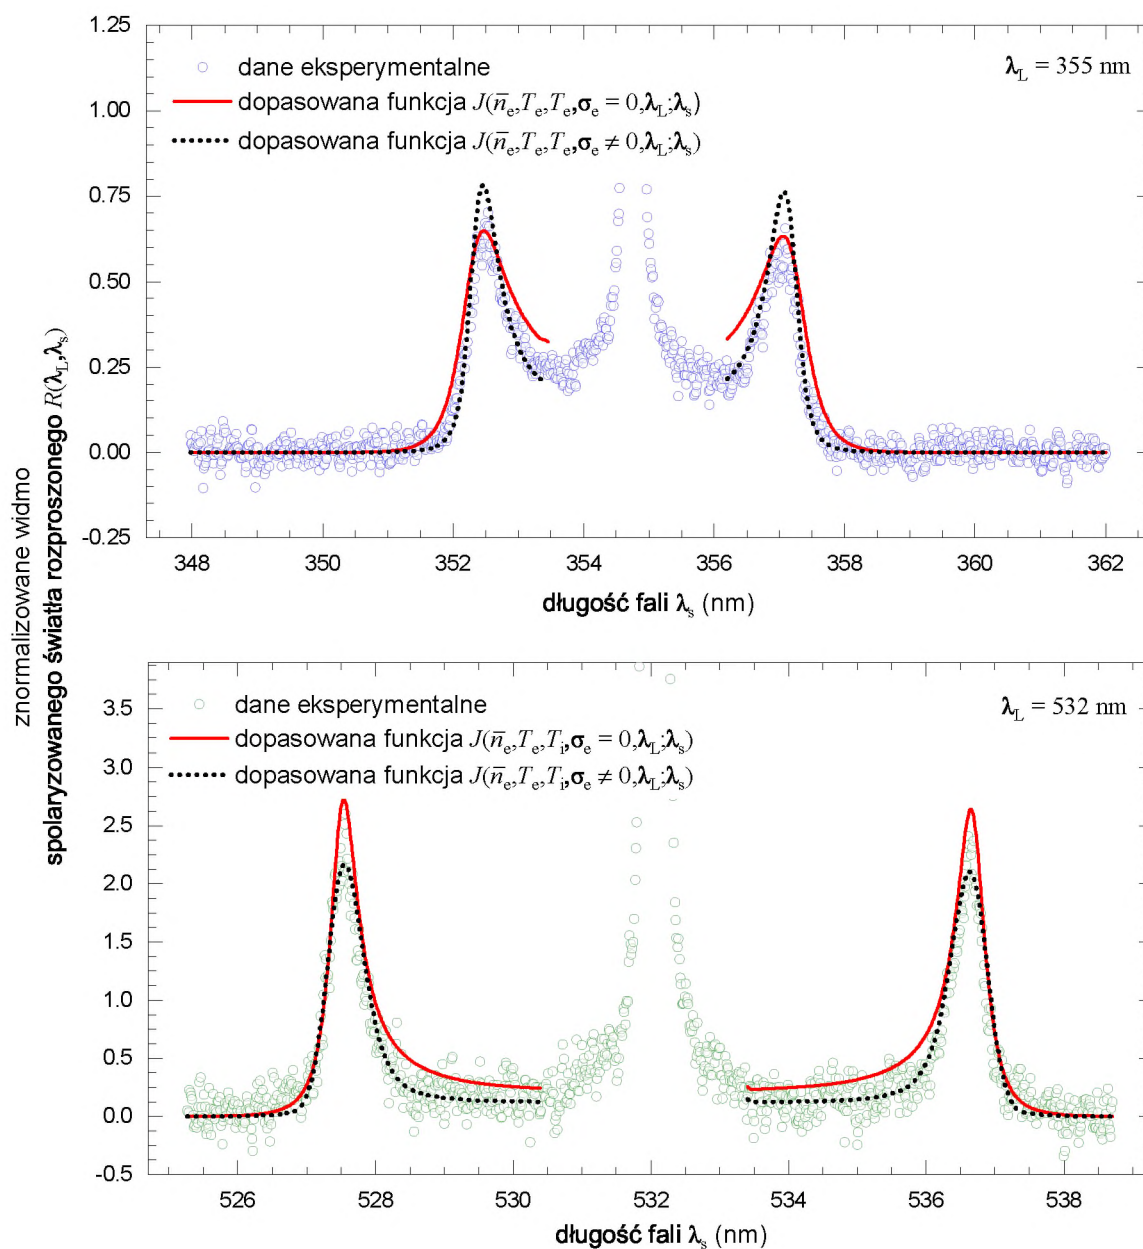 znormalizowane widmo
spolaryzowanego światła rozproszonego R(λL,λs)
1.25
1.00
0.75
0.50
0.25
0.00
-0.25
dane eksperymentalne
dopasowana funkcja J(n̅e,Te,Te,σe = 0,λL;λs)
dopasowana funkcja J(n̅e,Te,Te,σe ≠ 0,λL;λs)
λL = 355 nm
348 350 352 354 356 358 360 362
długość fali λs (nm)
3.5
3.0
2.5
2.0
1.5
1.0
0.5
0.0
-0.5
dane eksperymentalne
dopasowana funkcja J(n̅e,Te,Ti,σe = 0,λL;λs)
dopasowana funkcja J(n̅e,Te,Ti,σe ≠ 0,λL;λs)
λL = 532 nm
526 528 530 532 534 536 538
długość fali λs (nm)